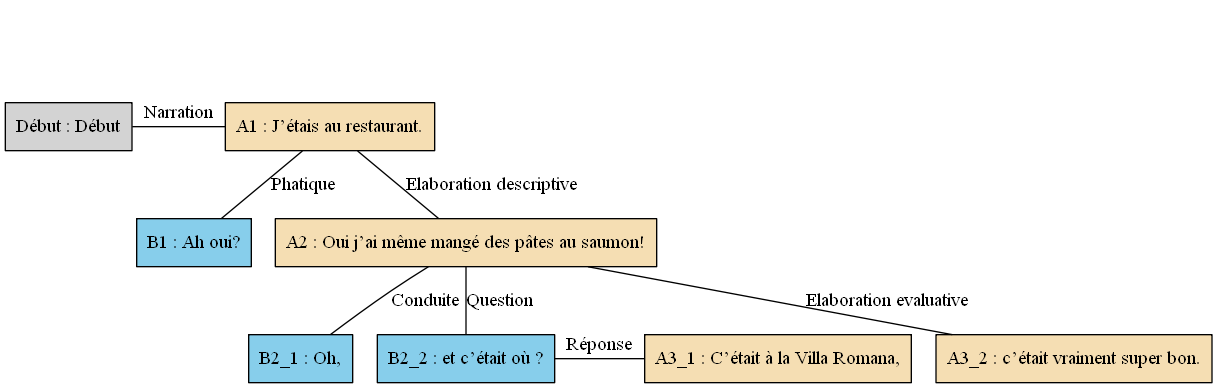 Narration
Début : Début
A1 : J'étais au restaurant.
Phatique
Elaboration descriptive
B1 : Ah oui?
A2 : Oui j'ai même mangé des pâtes au saumon!
Conduite
Question
Elaboration evaluative
B2_1 : Oh,
B2_2 : et c'était où ?
Réponse
A3_1 : C'était à la Villa Romana,
A3_2 : c'était vraiment super bon.